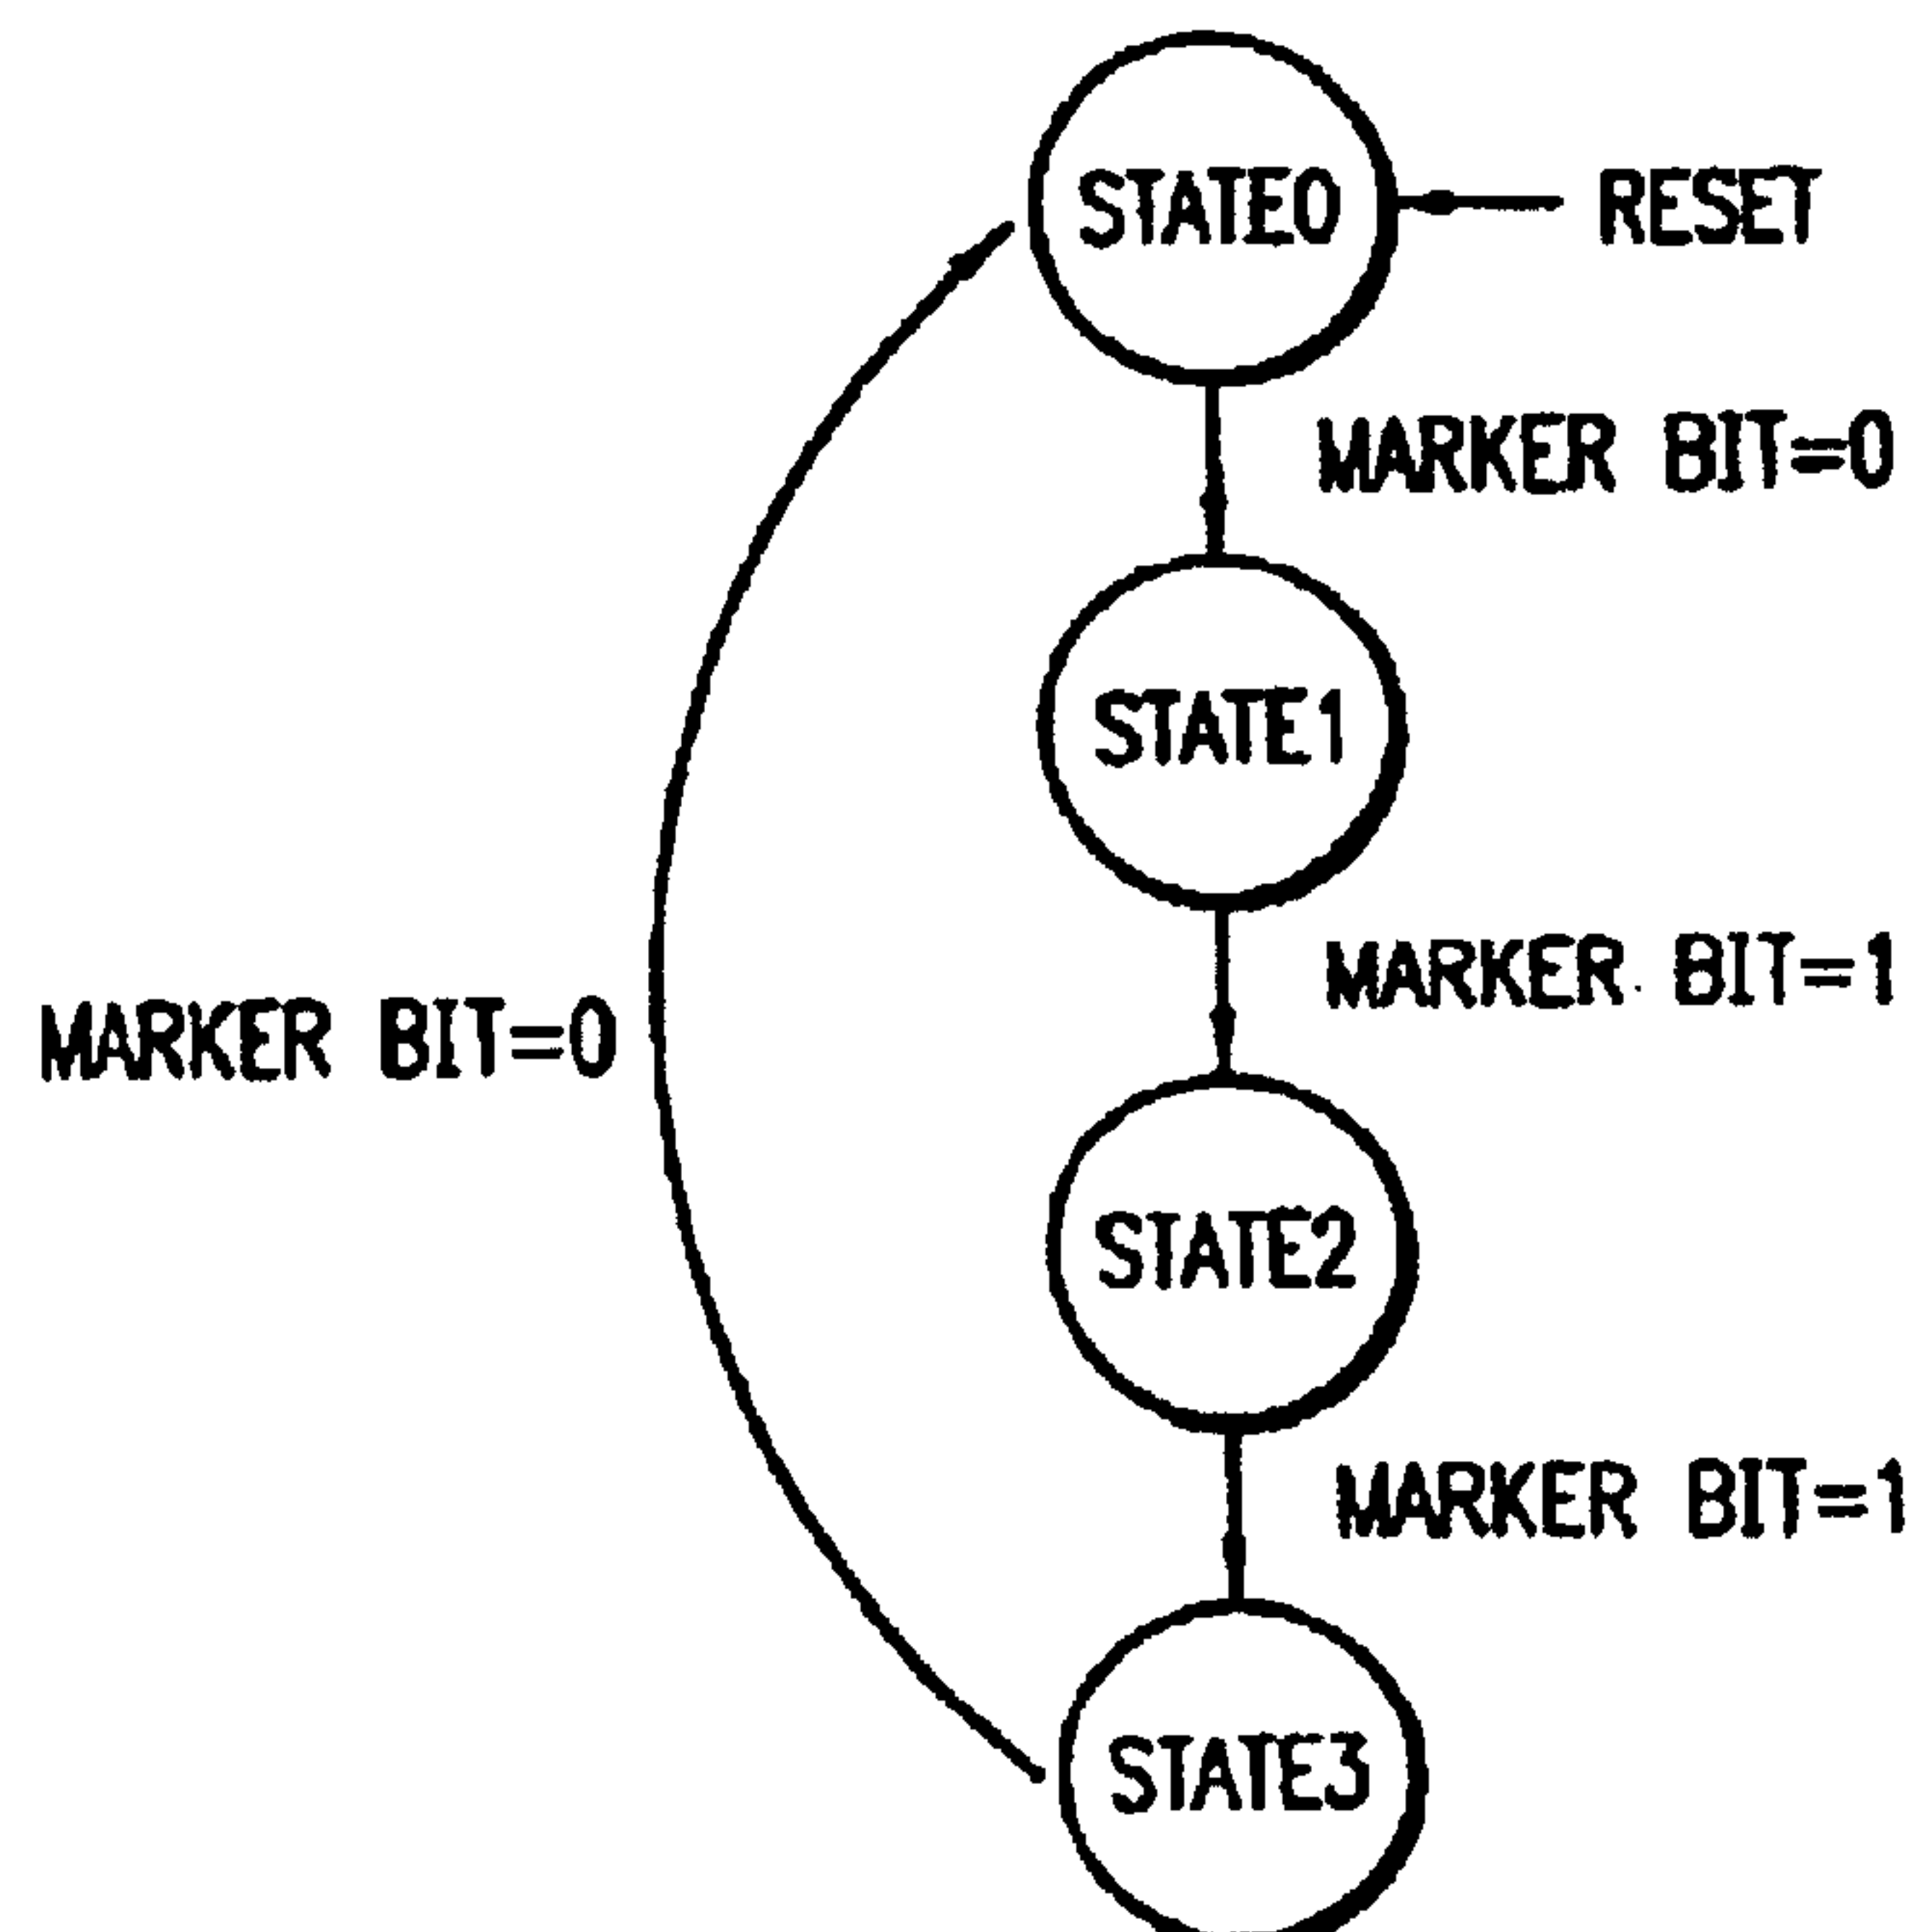 STATE0
RESET
MARKER BIT=0
STATE1
MARKER. BIT=1
MARKER BIT=0
STATE2
MARKER BIT=1
STATE3